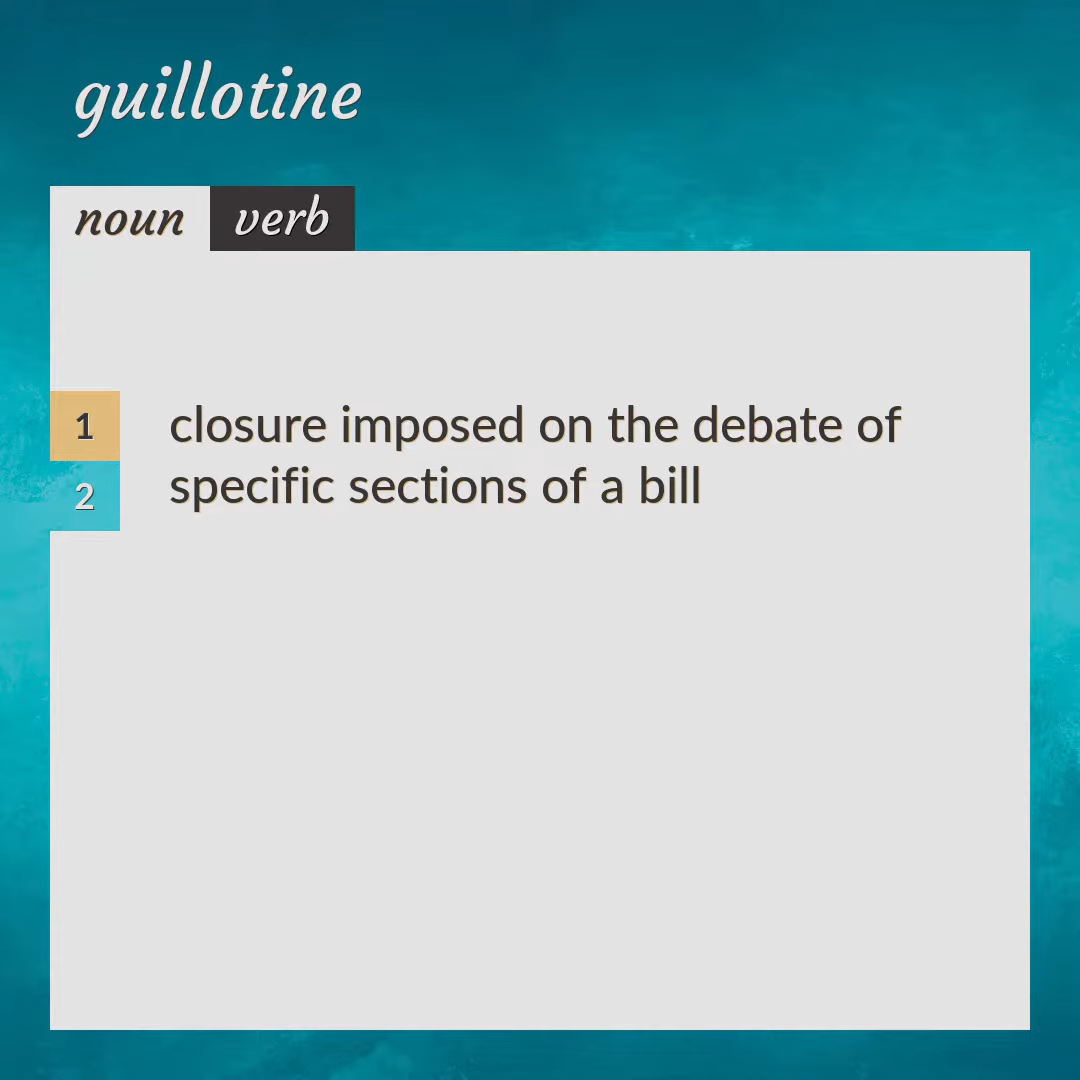 guillotine
noun verb
1 closure imposed on the debate of
2 specific sections of a bill